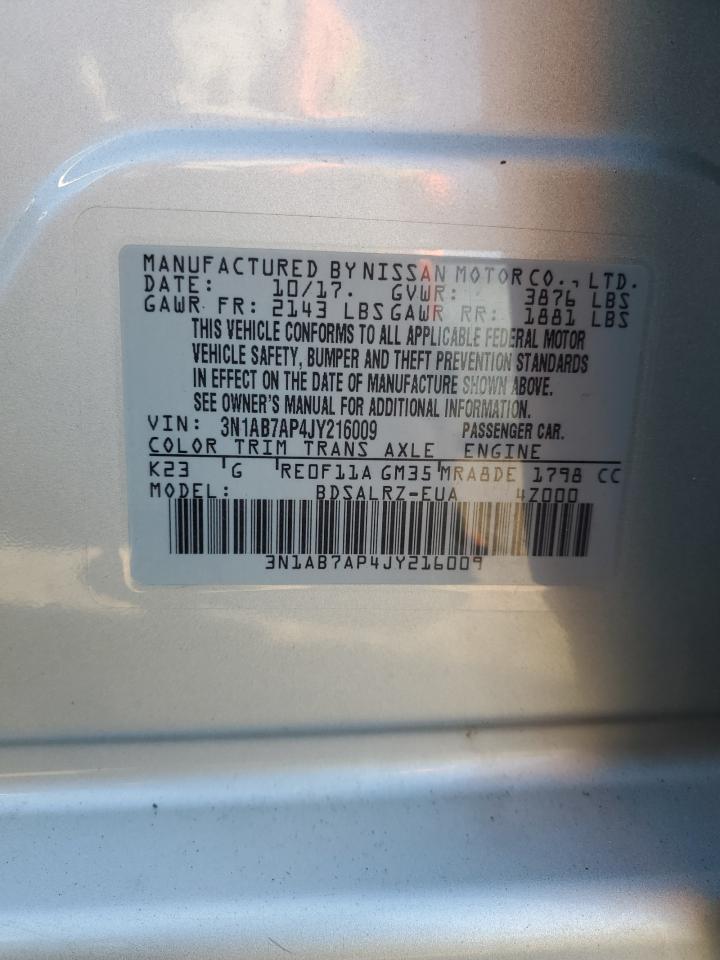 MANUFACTURED BY NISSAN MOTOR CO., LTD.
DATE: 10/17. GVWR: 3876 LBS
GAWR FR: 2143 LBS GAWR RR: 1881 LBS
THIS VEHICLE CONFORMS TO ALL APPLICABLE FEDERAL MOTOR
VEHICLE SAFETY, BUMPER AND THEFT PREVENTION STANDARDS
IN EFFECT ON THE DATE OF MANUFACTURE SHOWN ABOVE.
SEE OWNER'S MANUAL FOR ADDITIONAL INFORMATION.
VIN: 3N1AB7AP4JY216009 PASSENGER CAR.
COLOR TRIM TRANS AXLE ENGINE
K23 G RE0F11A GM35 MRA8DE 1798 CC
MODEL: BDSALRZ-EUA 4Z000
3N1AB7AP4JY216009